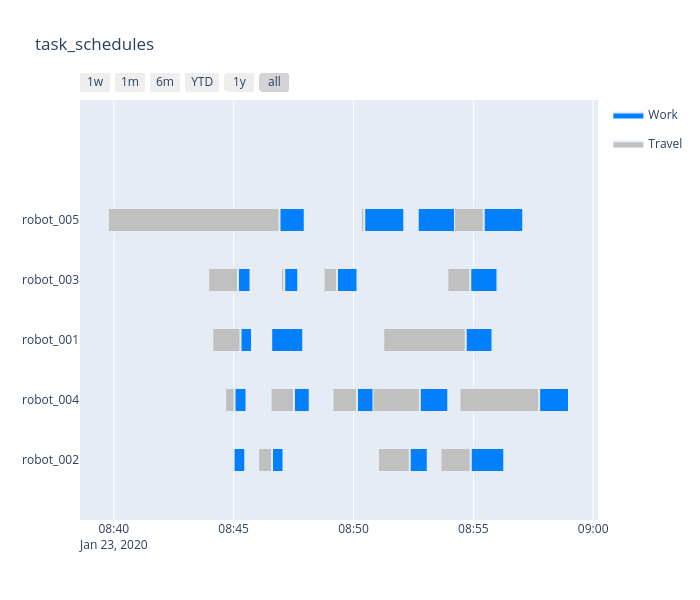 task_schedules
1w 1m 6m YTD 1y all
Work
Travel
robot_005
robot_003
robot_001
robot_004
robot_002
08:40 08:45 08:50 08:55 09:00
Jan 23, 2020